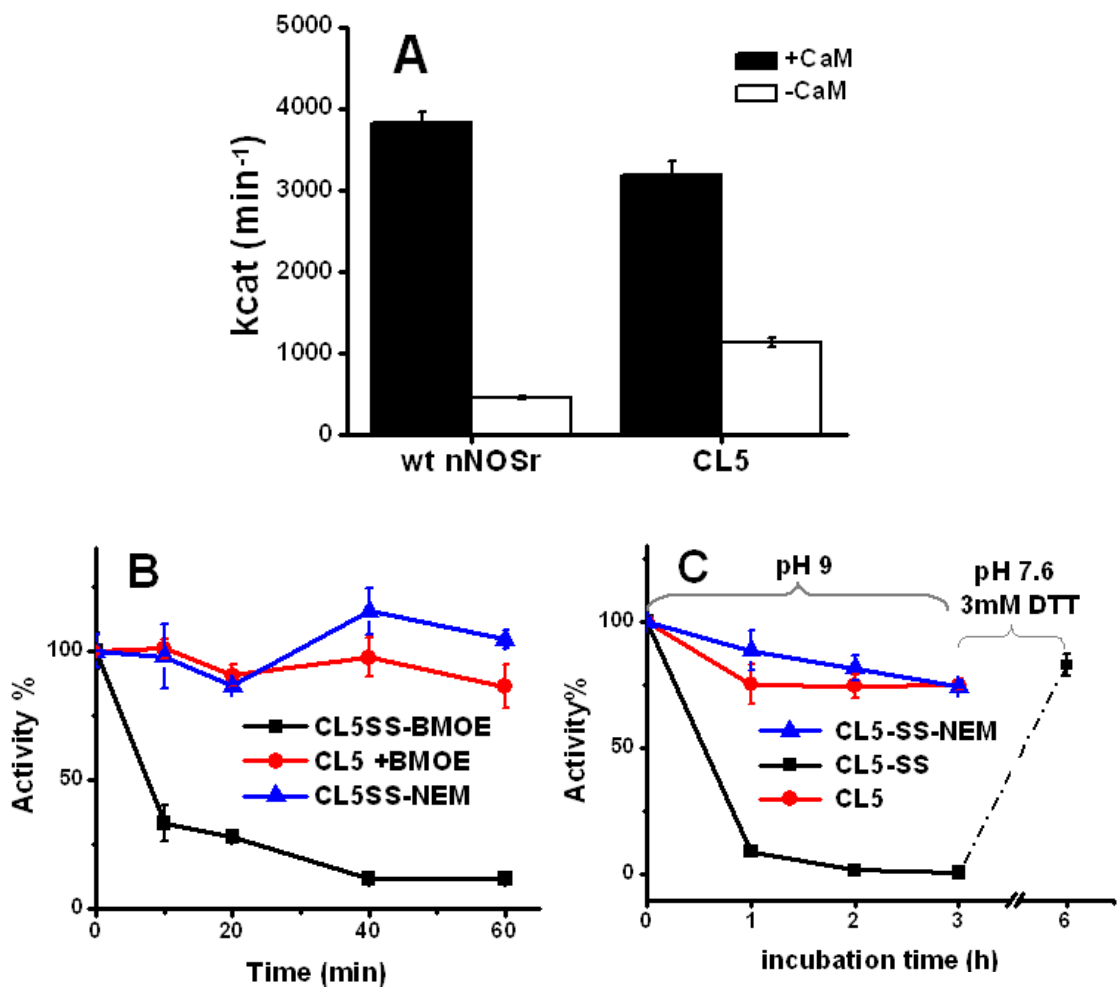 A
5000
4000
3000
2000
1000
0
kcat (min-1)
+CaM
-CaM
wt nNOSr
CL5
B
100
50
0
Activity %
CL5SS-BMOE
CL5 +BMOE
CL5SS-NEM
0
20
40
60
Time (min)
C
pH 9
pH 7.6
3mM DTT
100
50
0
Activity%
CL5-SS-NEM
CL5-SS
CL5
0
1
2
3
6
incubation time (h)